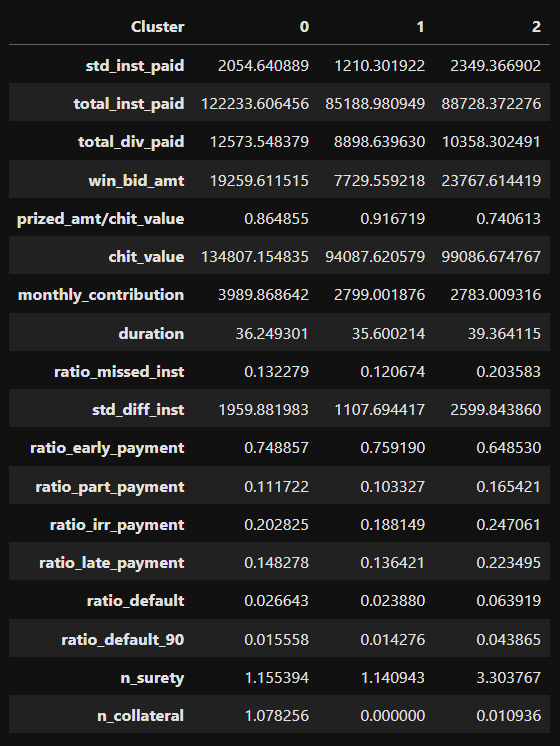 Cluster 0 1 2
std_inst_paid 2054.640889 1210.301922 2349.366902
total_inst_paid 122233.606456 85188.980949 88728.372276
total_div_paid 12573.548379 8898.639630 10358.302491
win_bid_amt 19259.611515 7729.559218 23767.614419
prized_amt/chit_value 0.864855 0.916719 0.740613
chit_value 134807.154835 94087.620579 99086.674767
monthly_contribution 3989.868642 2799.001876 2783.009316
duration 36.249301 35.600214 39.364115
ratio_missed_inst 0.132279 0.120674 0.203583
std_diff_inst 1959.881983 1107.694417 2599.843860
ratio_early_payment 0.748857 0.759190 0.648530
ratio_part_payment 0.111722 0.103327 0.165421
ratio_irr_payment 0.202825 0.188149 0.247061
ratio_late_payment 0.148278 0.136421 0.223495
ratio_default 0.026643 0.023880 0.063919
ratio_default_90 0.015558 0.014276 0.043865
n_surety 1.155394 1.140943 3.303767
n_collateral 1.078256 0.000000 0.010936